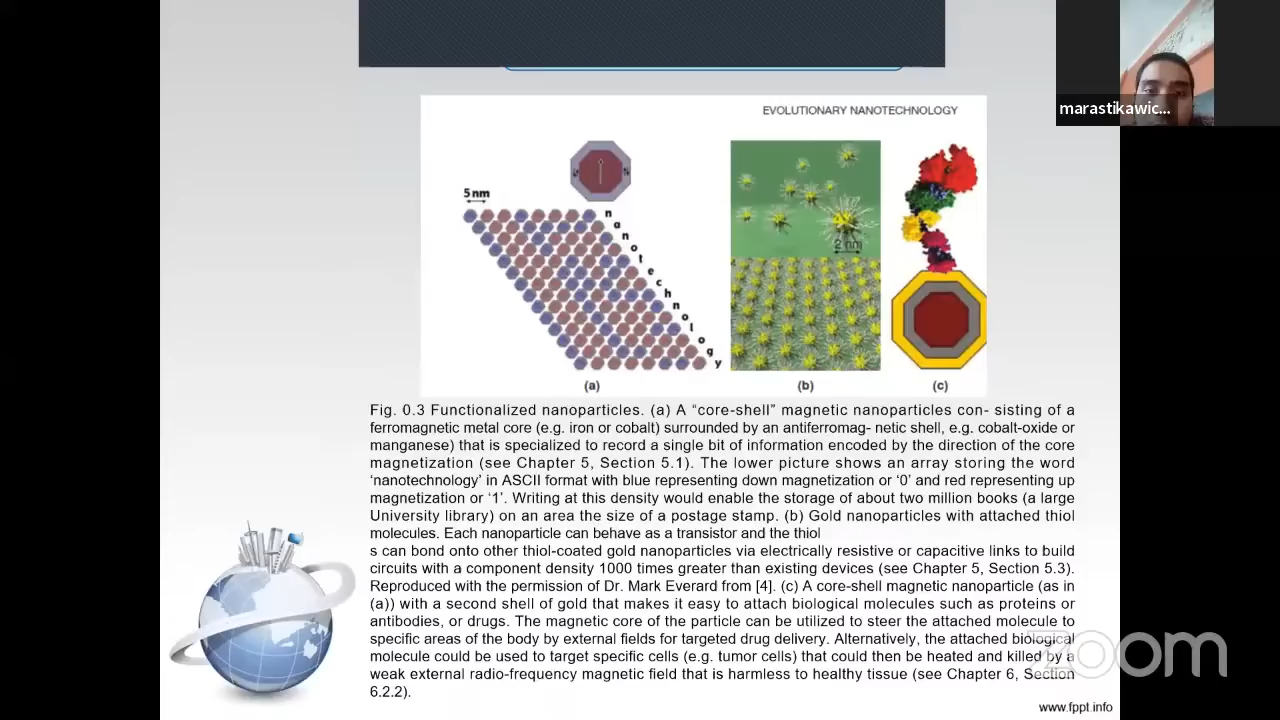 EVOLUTIONARY NANOTECHNOLOGY
marastikawic...
5 nm
n
a
n
o
t
e
c
h
n
o
l
o
g
y
2 nm
(a)
(b)
(c)
Fig. 0.3 Functionalized nanoparticles. (a) A “core-shell” magnetic nanoparticles con- sisting of a
ferromagnetic metal core (e.g. iron or cobalt) surrounded by an antiferromag- netic shell, e.g. cobalt-oxide or
manganese) that is specialized to record a single bit of information encoded by the direction of the core
magnetization (see Chapter 5, Section 5.1). The lower picture shows an array storing the word
‘nanotechnology’ in ASCII format with blue representing down magnetization or ‘0’ and red representing up
magnetization or ‘1’. Writing at this density would enable the storage of about two million books (a large
University library) on an area the size of a postage stamp. (b) Gold nanoparticles with attached thiol
molecules. Each nanoparticle can behave as a transistor and the thiol
s can bond onto other thiol-coated gold nanoparticles via electrically resistive or capacitive links to build
circuits with a component density 1000 times greater than existing devices (see Chapter 5, Section 5.3).
Reproduced with the permission of Dr. Mark Everard from [4]. (c) A core-shell magnetic nanoparticle (as in
(a)) with a second shell of gold that makes it easy to attach biological molecules such as proteins or
antibodies, or drugs. The magnetic core of the particle can be utilized to steer the attached molecule to
specific areas of the body by external fields for targeted drug delivery. Alternatively, the attached biological
molecule could be used to target specific cells (e.g. tumor cells) that could then be heated and killed by a
weak external radio-frequency magnetic field that is harmless to healthy tissue (see Chapter 6, Section
6.2.2).
zoom
www.fppt.info